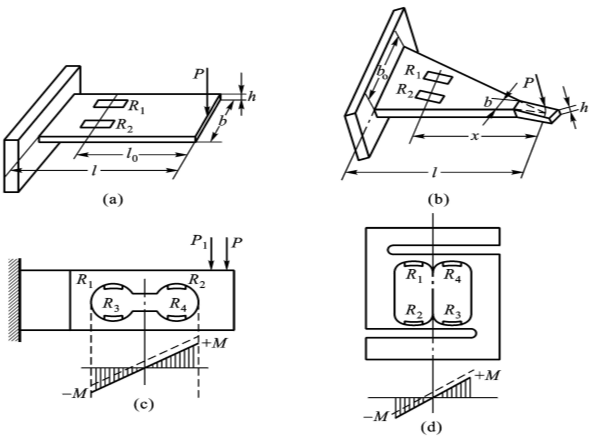 P
h
R₁
R₂
b
l₀
l
(a)
b₀
R₁
R₂
P
b
h
x
l
(b)
P₁ P
R₁ R₂
R₃ R₄
+M
−M
(c)
R₁ R₄
R₂ R₃
+M
−M
(d)